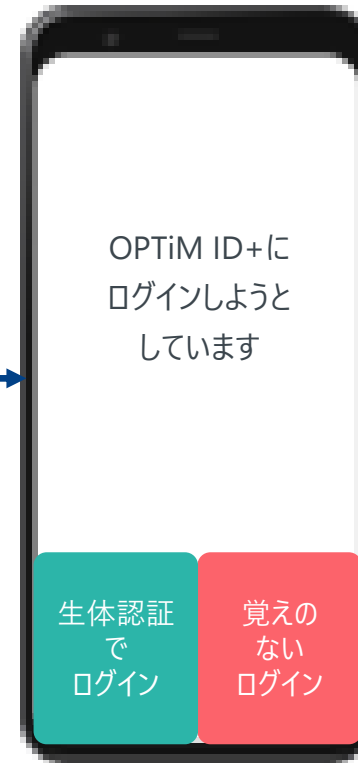 OPTiM ID+に
ログインしようと
しています
生体認証
で
ログイン
覚えの
ない
ログイン